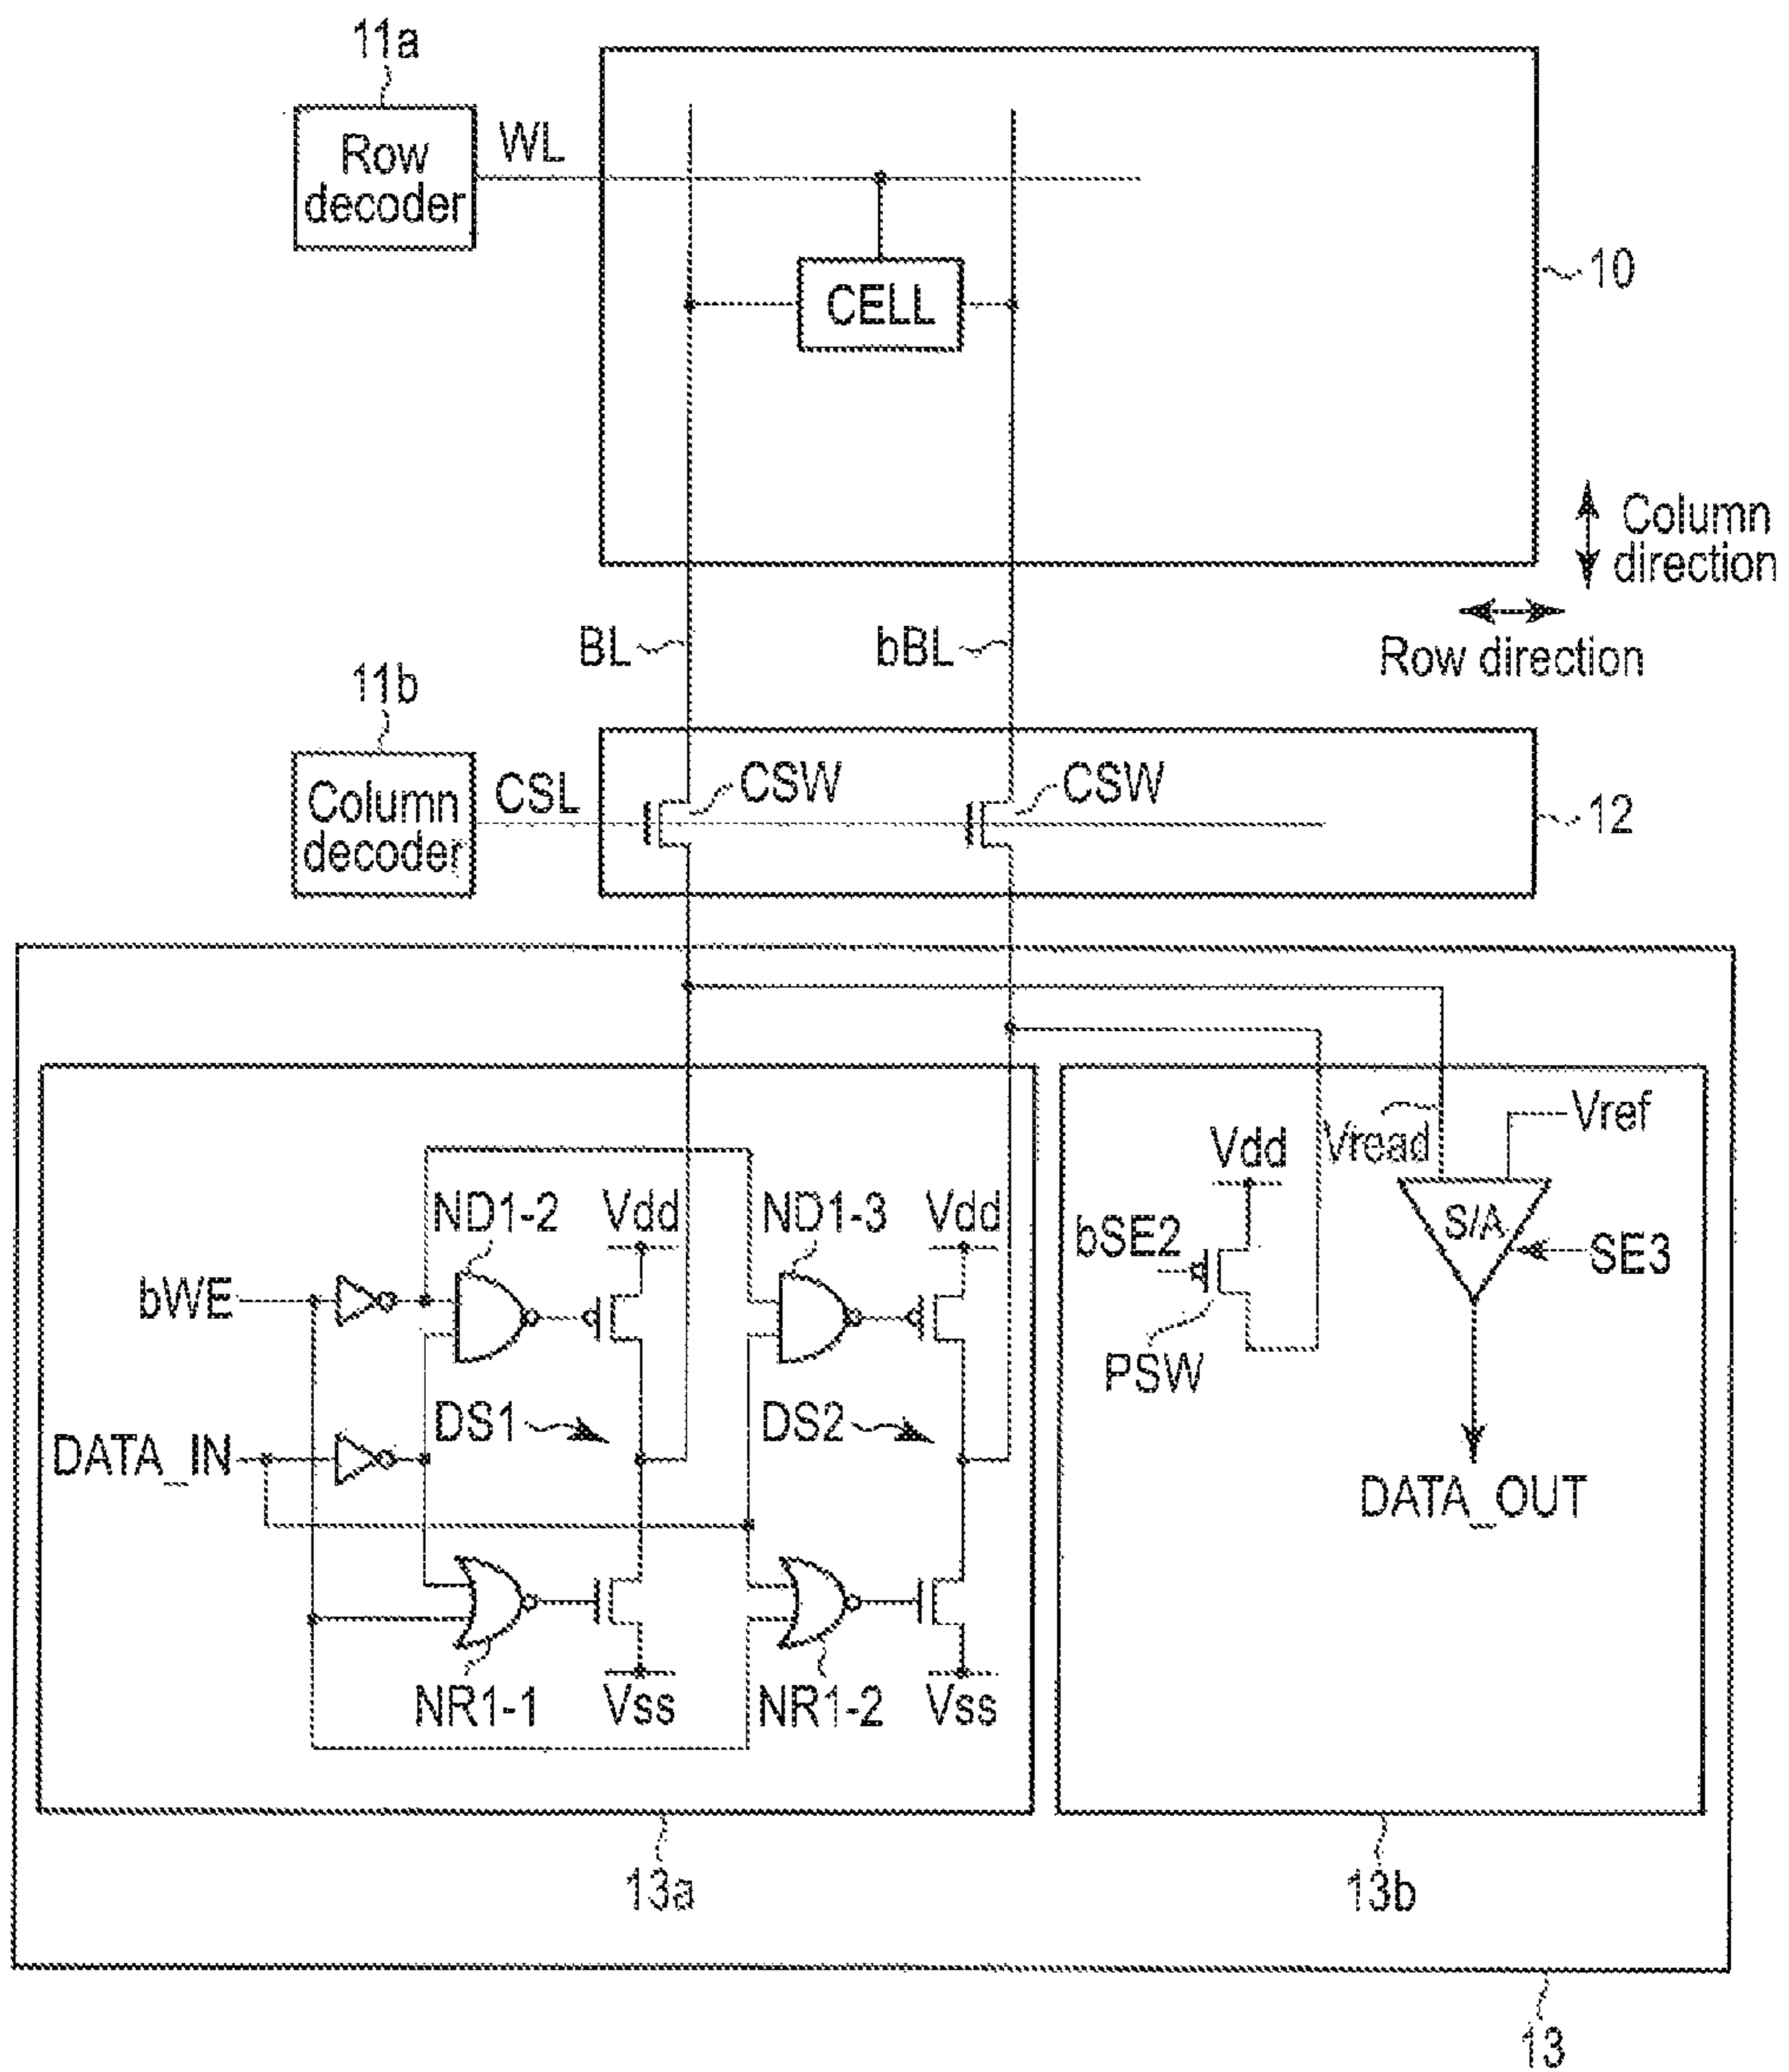 11a
Row
decoder
WL
CELL
10
Column
direction
Row direction
BL
bBL
11b
Column
decoder
CSL
CSW
CSW
12
Vref
Vread
Vdd
ND1-2
Vdd
ND1-3
Vdd
S/A
bSE2
SE3
bWE
PSW
DS1
DS2
DATA_IN
DATA_OUT
NR1-1
Vss
NR1-2
Vss
13a
13b
13